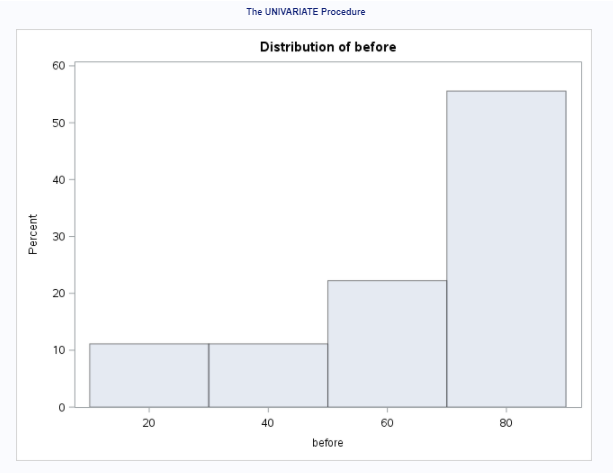 The UNIVARIATE Procedure
Distribution of before
60
50
40
30
20
10
0
Percent
20 40 60 80
before